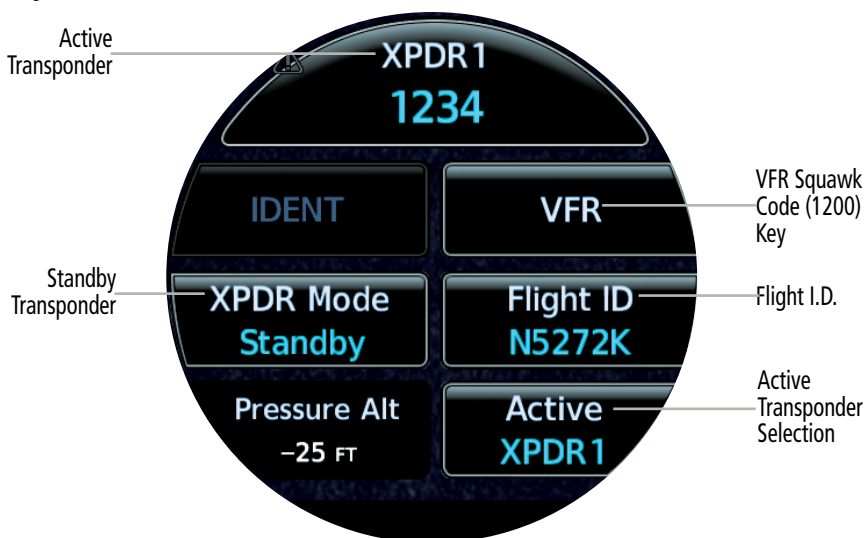 Active
Transponder
XPDR1
1234
IDENT
VFR
VFR Squawk
Code (1200)
Key
Standby
Transponder
XPDR Mode
Standby
Flight ID
N5272K
Flight I.D.
Pressure Alt
−25 FT
Active
XPDR1
Active
Transponder
Selection